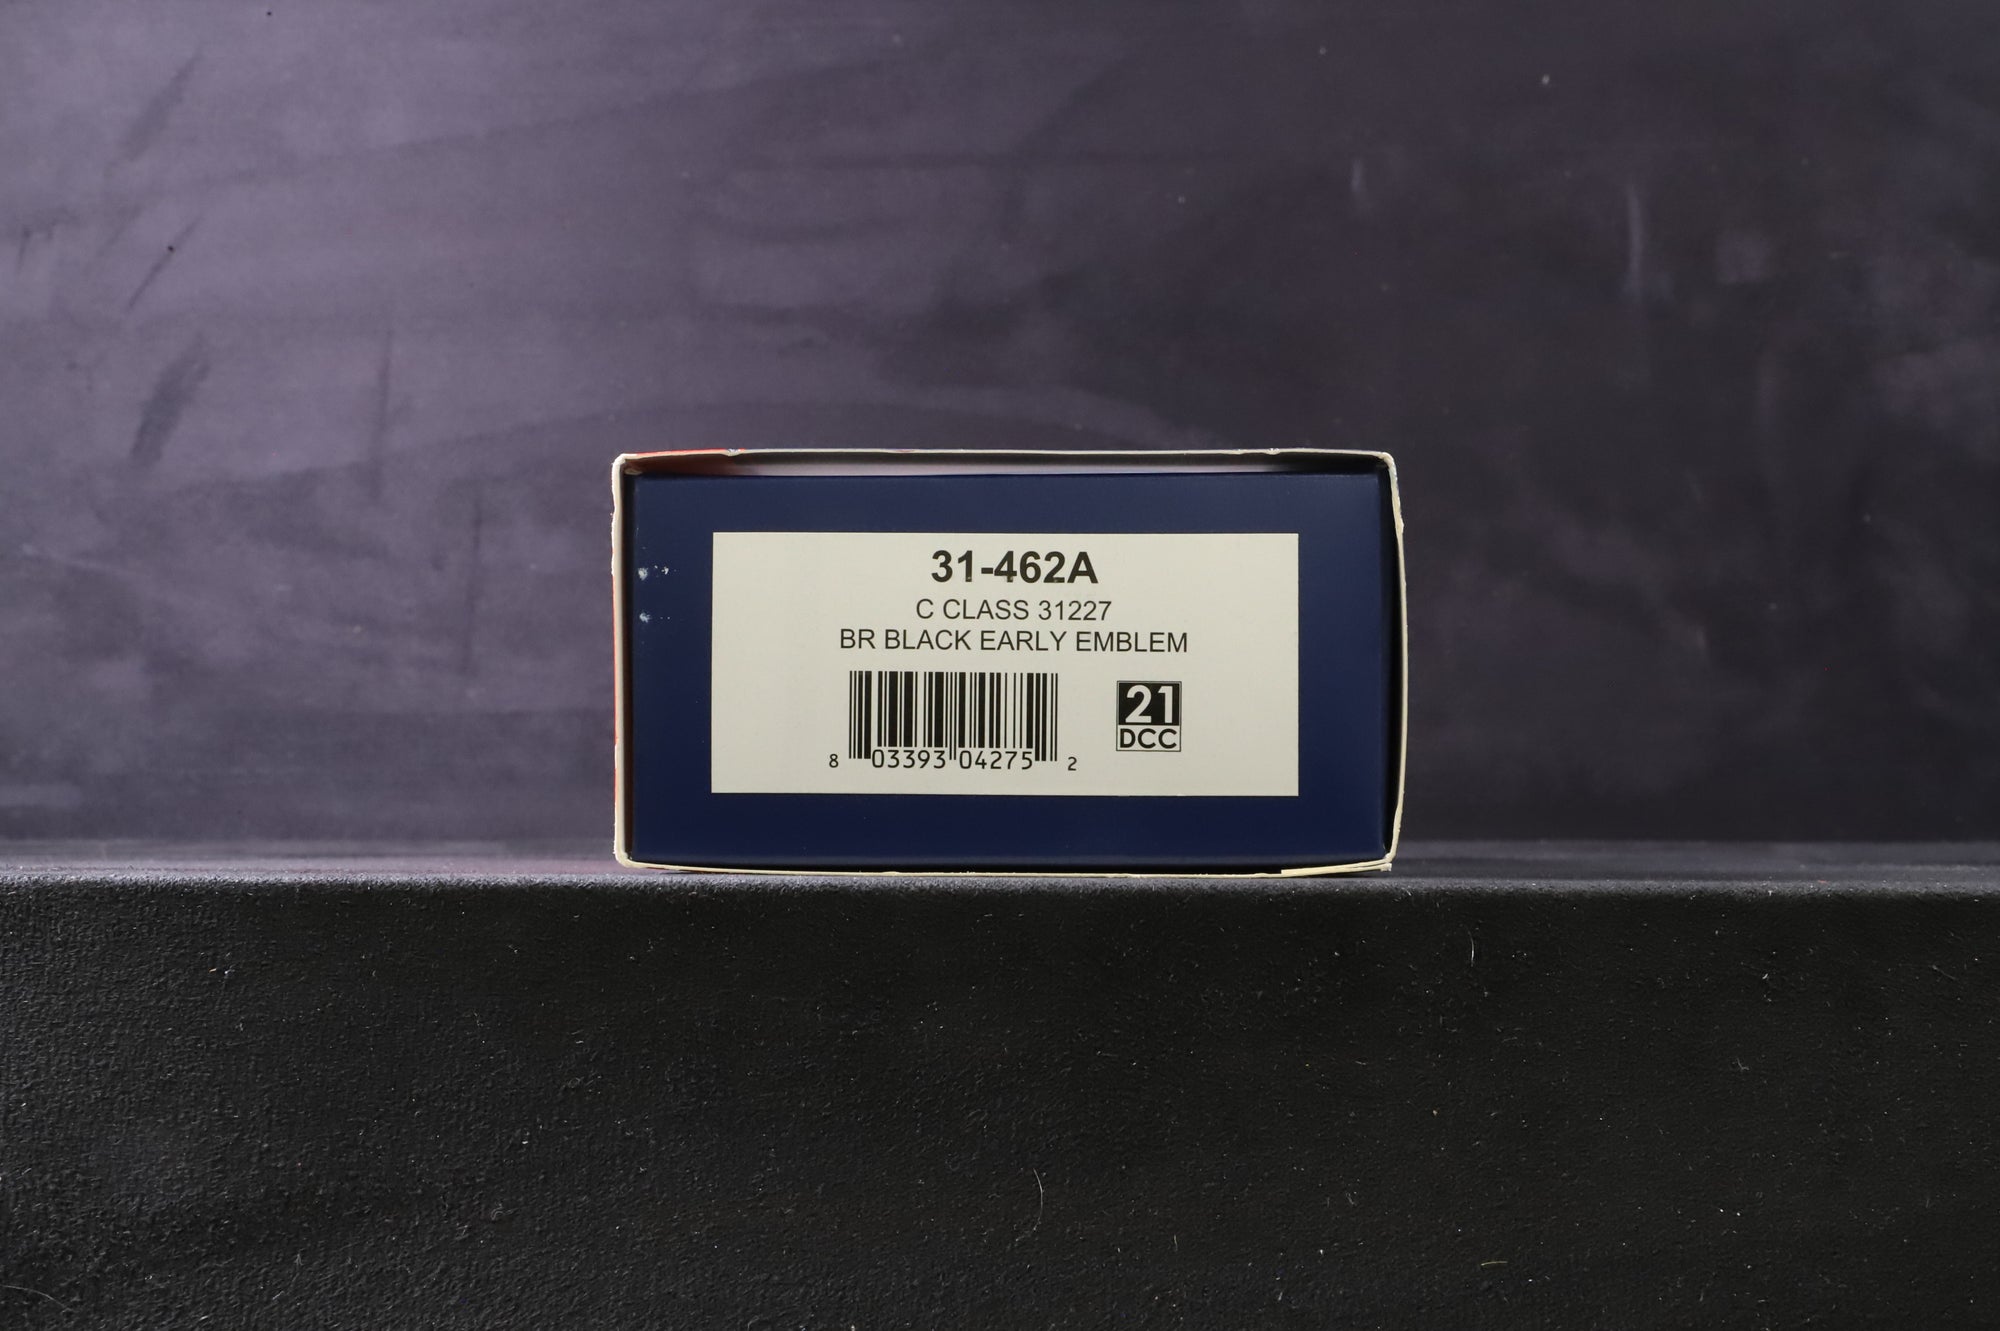 31-462A
C CLASS 31227
BR BLACK EARLY EMBLEM
8 03393 04275 2
21
DCC